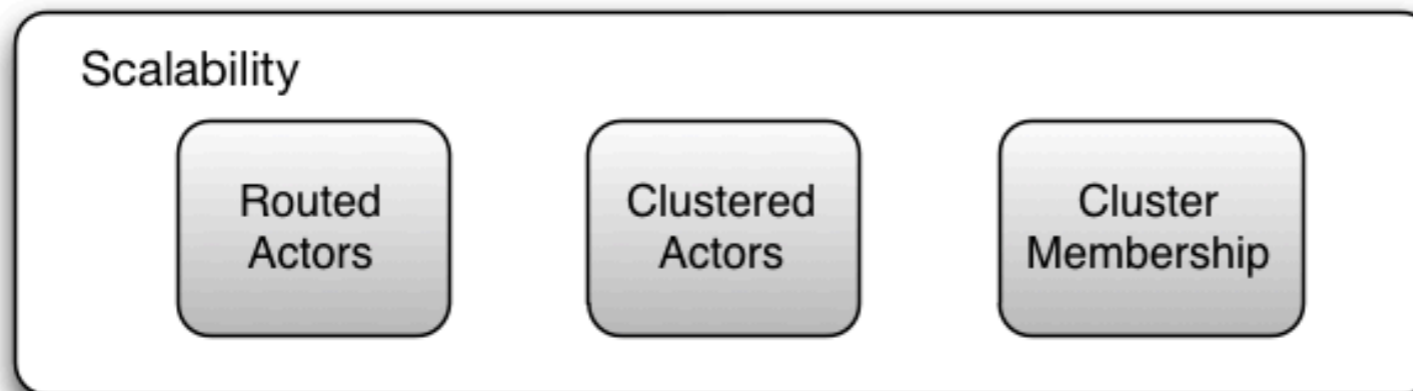 Scalability
Routed
Actors
Clustered
Actors
Cluster
Membership